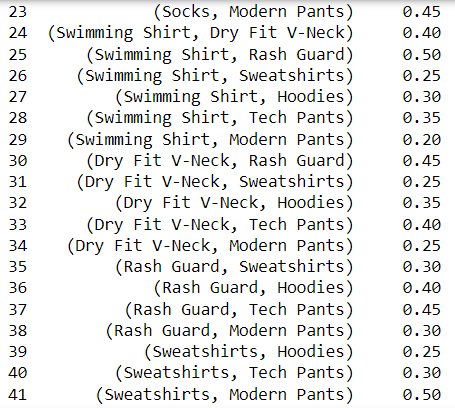 23 (Socks, Modern Pants) 0.45
24 (Swimming Shirt, Dry Fit V-Neck) 0.40
25 (Swimming Shirt, Rash Guard) 0.50
26 (Swimming Shirt, Sweatshirts) 0.25
27 (Swimming Shirt, Hoodies) 0.30
28 (Swimming Shirt, Tech Pants) 0.35
29 (Swimming Shirt, Modern Pants) 0.20
30 (Dry Fit V-Neck, Rash Guard) 0.45
31 (Dry Fit V-Neck, Sweatshirts) 0.25
32 (Dry Fit V-Neck, Hoodies) 0.35
33 (Dry Fit V-Neck, Tech Pants) 0.40
34 (Dry Fit V-Neck, Modern Pants) 0.25
35 (Rash Guard, Sweatshirts) 0.30
36 (Rash Guard, Hoodies) 0.40
37 (Rash Guard, Tech Pants) 0.45
38 (Rash Guard, Modern Pants) 0.30
39 (Sweatshirts, Hoodies) 0.25
40 (Sweatshirts, Tech Pants) 0.30
41 (Sweatshirts, Modern Pants) 0.50